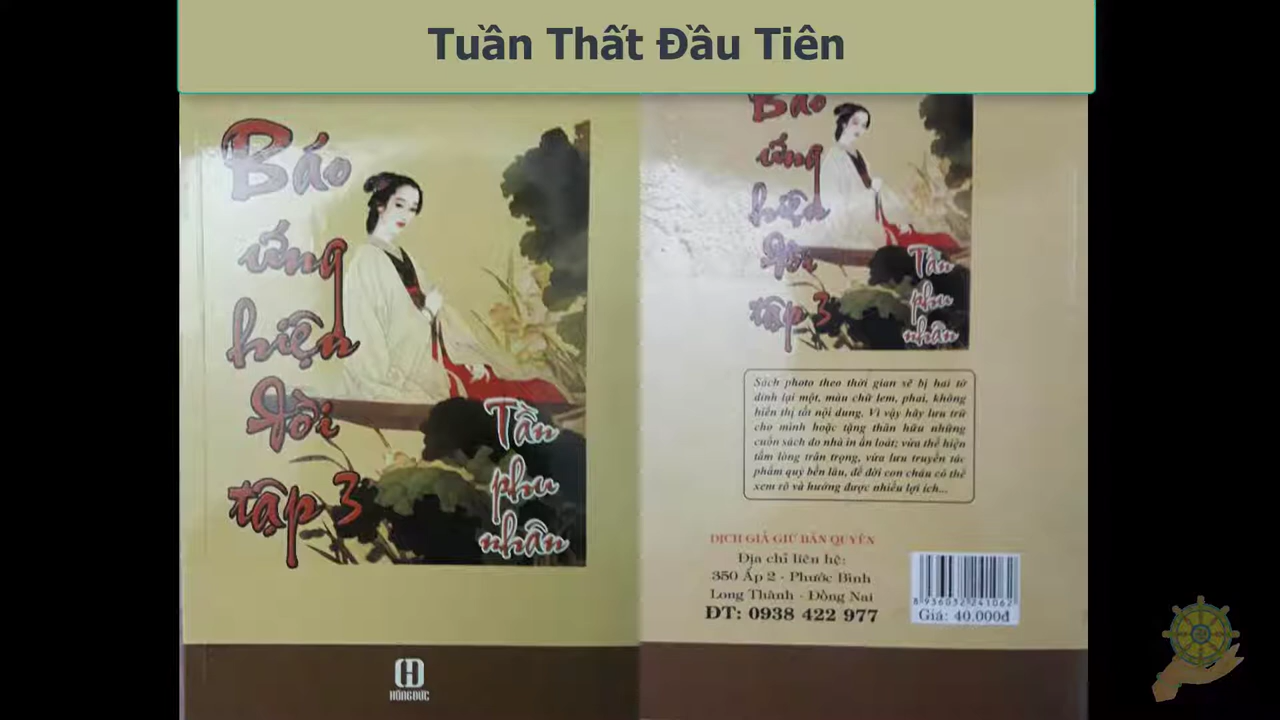 Tuần Thất Đầu Tiên
Báo
ứng
hiện
đời
tập 3
Tần
phu
nhân
HỒNG ĐỨC
Báo
ứng
hiện
đời
tập 3
Tần
phu
nhân
Sách photo theo thời gian sẽ bị hai tờ
dính lại một, màu chữ lem, phai, không
hiển thị tốt nội dung. Vì vậy hãy lưu trữ
cho mình hoặc tặng thân hữu những
cuốn sách do nhà in ấn loát; vừa thể hiện
tấm lòng trân trọng, vừa lưu truyền tác
phẩm quý bền lâu, để đời con cháu có thể
xem rõ và hưởng được nhiều lợi ích...
DỊCH GIẢ GIỮ BẢN QUYỀN
Địa chỉ liên hệ:
350 Ấp 2 - Phước Bình
Long Thành - Đồng Nai
ĐT: 0938 422 977
8 936032 241062
Giá: 40.000đ